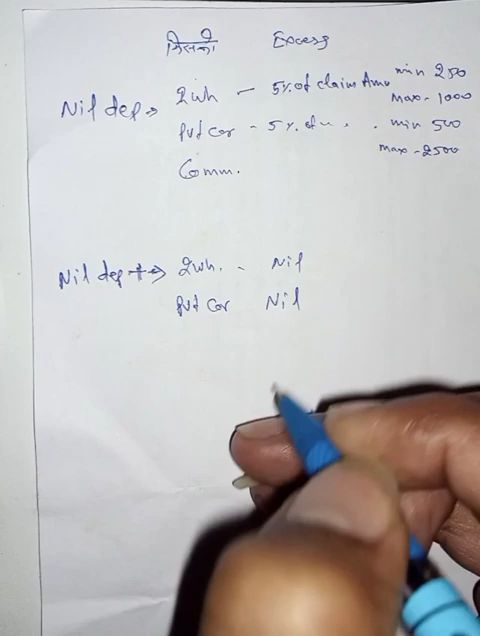 किसको Excess
Nil dep → 2wh - 5% of claim Amu min 250
max - 1000
pvt car - 5% of " . . min 500
max - 2500
Comm.
Nil dep + → 2wh. - Nil
pvt car Nil